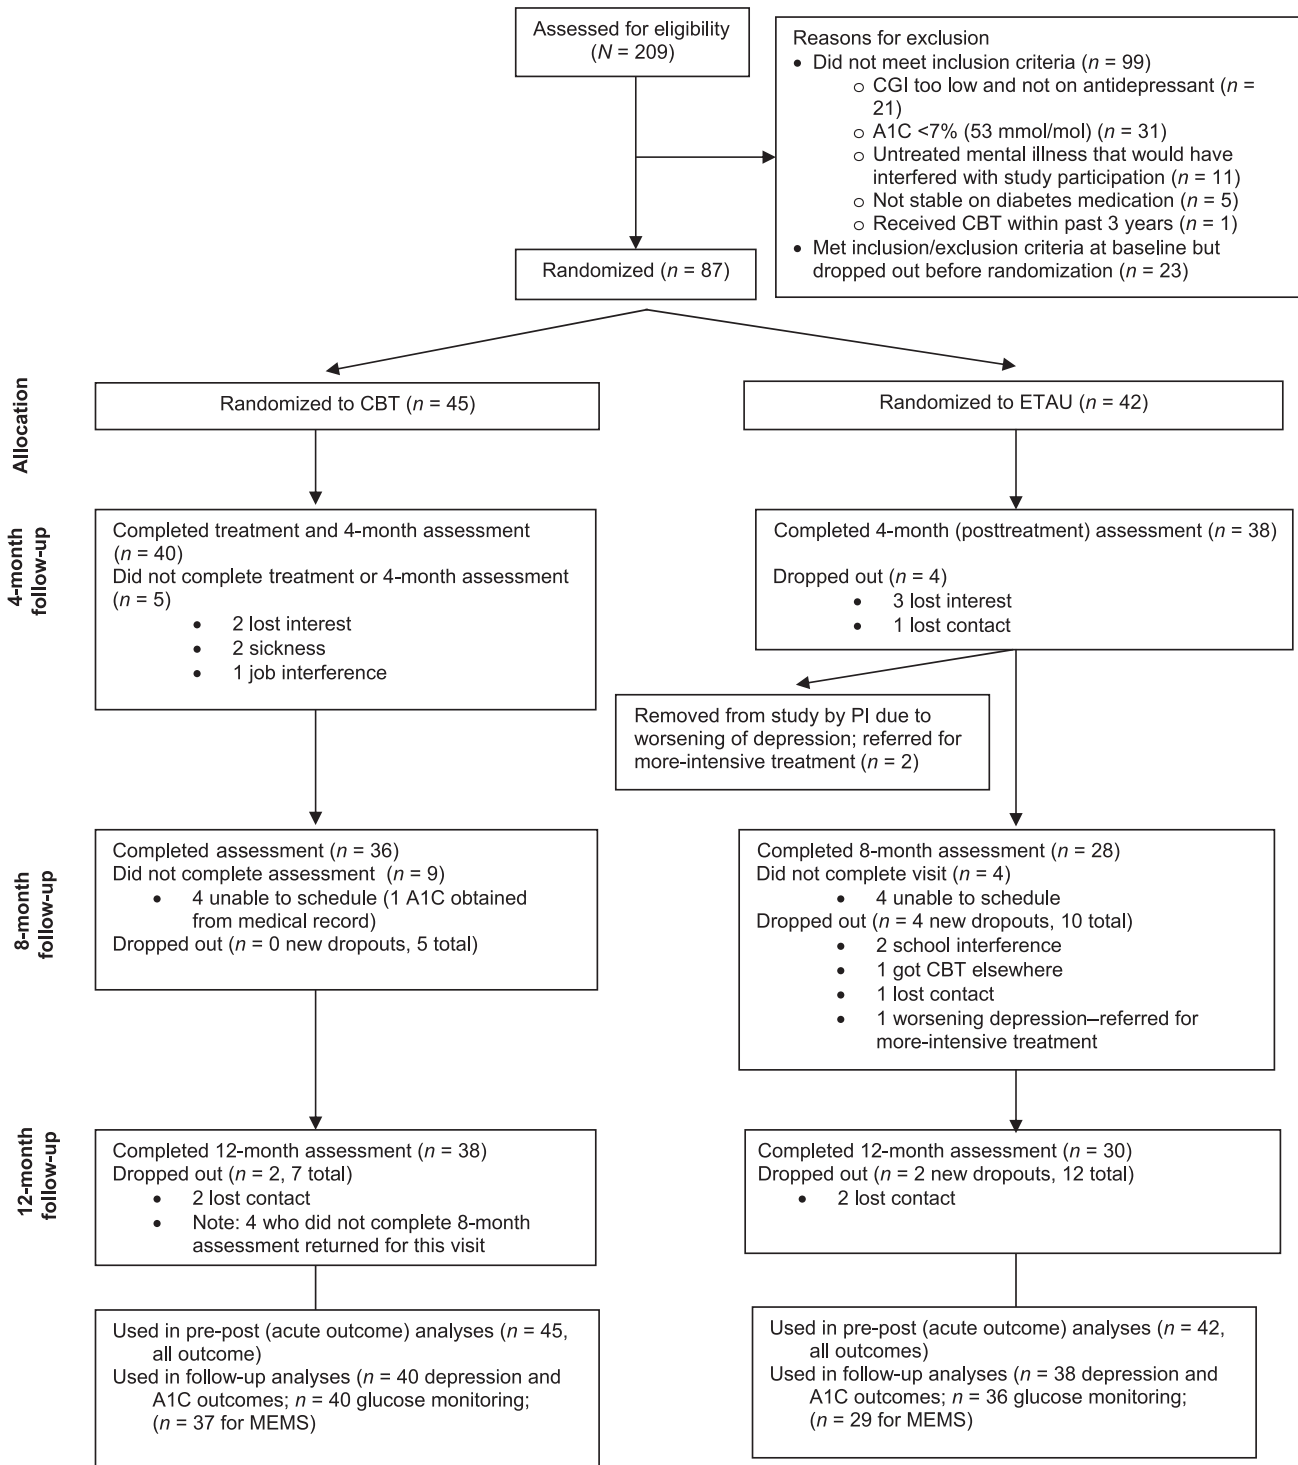 Assessed for eligibility
(N = 209)
Reasons for exclusion
• Did not meet inclusion criteria (n = 99)
o CGI too low and not on antidepressant (n =
21)
o A1C <7% (53 mmol/mol) (n = 31)
o Untreated mental illness that would have
interfered with study participation (n = 11)
o Not stable on diabetes medication (n = 5)
o Received CBT within past 3 years (n = 1)
• Met inclusion/exclusion criteria at baseline but
dropped out before randomization (n = 23)
Randomized (n = 87)
Allocation
Randomized to CBT (n = 45)
Randomized to ETAU (n = 42)
4-month
follow-up
Completed treatment and 4-month assessment
(n = 40)
Did not complete treatment or 4-month assessment
(n = 5)
• 2 lost interest
• 2 sickness
• 1 job interference
Completed 4-month (posttreatment) assessment (n = 38)
Dropped out (n = 4)
• 3 lost interest
• 1 lost contact
Removed from study by PI due to
worsening of depression; referred for
more-intensive treatment (n = 2)
8-month
follow-up
Completed assessment (n = 36)
Did not complete assessment (n = 9)
• 4 unable to schedule (1 A1C obtained
from medical record)
Dropped out (n = 0 new dropouts, 5 total)
Completed 8-month assessment (n = 28)
Did not complete visit (n = 4)
• 4 unable to schedule
Dropped out (n = 4 new dropouts, 10 total)
• 2 school interference
• 1 got CBT elsewhere
• 1 lost contact
• 1 worsening depression–referred for
more-intensive treatment
12-month
follow-up
Completed 12-month assessment (n = 38)
Dropped out (n = 2, 7 total)
• 2 lost contact
• Note: 4 who did not complete 8-month
assessment returned for this visit
Completed 12-month assessment (n = 30)
Dropped out (n = 2 new dropouts, 12 total)
• 2 lost contact
Used in pre-post (acute outcome) analyses (n = 45,
all outcome)
Used in follow-up analyses (n = 40 depression and
A1C outcomes; n = 40 glucose monitoring;
(n = 37 for MEMS)
Used in pre-post (acute outcome) analyses (n = 42,
all outcomes)
Used in follow-up analyses (n = 38 depression and
A1C outcomes; n = 36 glucose monitoring;
(n = 29 for MEMS)